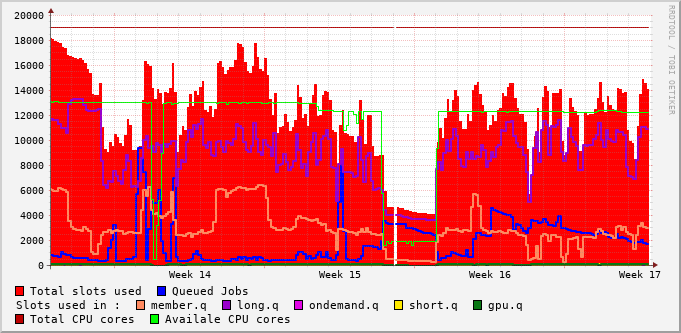 20000
18000
16000
14000
12000
10000
8000
6000
4000
2000
0
Week 14 Week 15 Week 16 Week 17
RRDTOOL / TOBI OETIKER
Total slots used Queued Jobs
Slots used in : member.q long.q ondemand.q short.q gpu.q
Total CPU cores Availale CPU cores